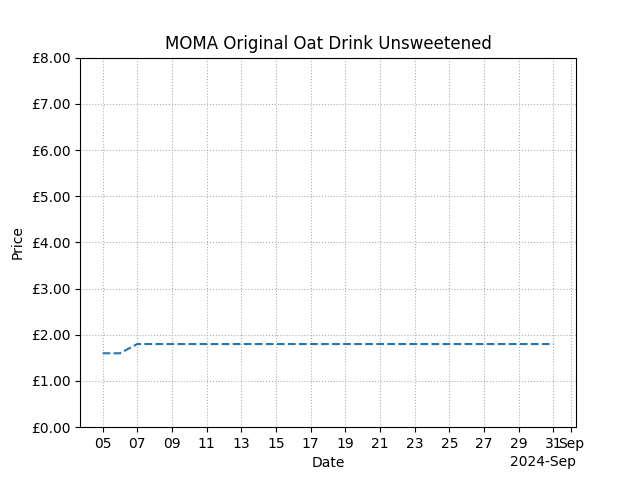 MOMA Original Oat Drink Unsweetened
£8.00
£7.00
£6.00
£5.00
£4.00
£3.00
£2.00
£1.00
£0.00
Price
05 07 09 11 13 15 17 19 21 23 25 27 29 31 Sep
Date
2024-Sep